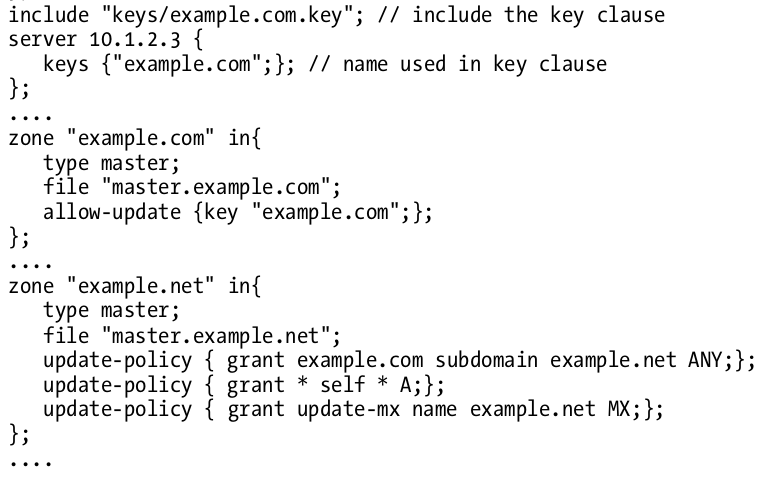 include "keys/example.com.key"; // include the key clause
server 10.1.2.3 {
   keys {"example.com";}; // name used in key clause
};
....
zone "example.com" in{
   type master;
   file "master.example.com";
   allow-update {key "example.com";};
};
....
zone "example.net" in{
   type master;
   file "master.example.net";
   update-policy { grant example.com subdomain example.net ANY;};
   update-policy { grant * self * A;};
   update-policy { grant update-mx name example.net MX;};
};
....